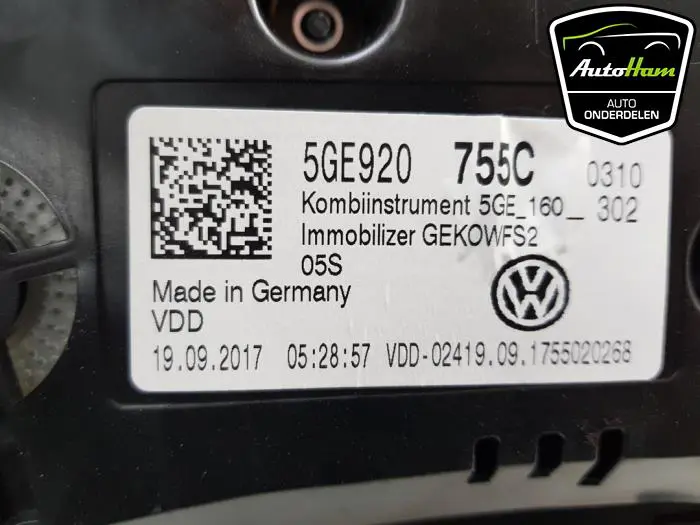 AutoHam
AUTO
ONDERDELEN
5GE920 755C 0310
Kombiinstrument 5GE_160_ 302
Immobilizer GEKOWFS2
05S
Made in Germany
VDD
19.09.2017 05:28:57 VDD-02419.09.1755020268